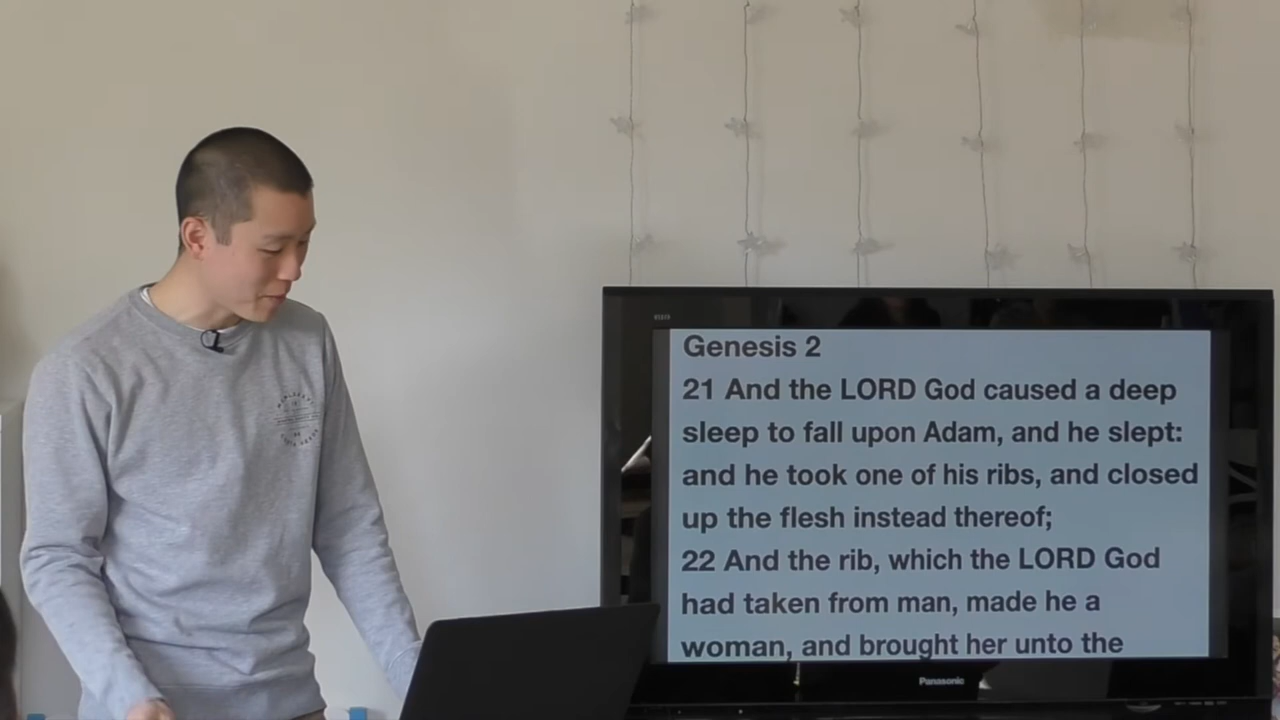 Genesis 2
21 And the LORD God caused a deep
sleep to fall upon Adam, and he slept:
and he took one of his ribs, and closed
up the flesh instead thereof;
22 And the rib, which the LORD God
had taken from man, made he a
woman, and brought her unto the
Panasonic